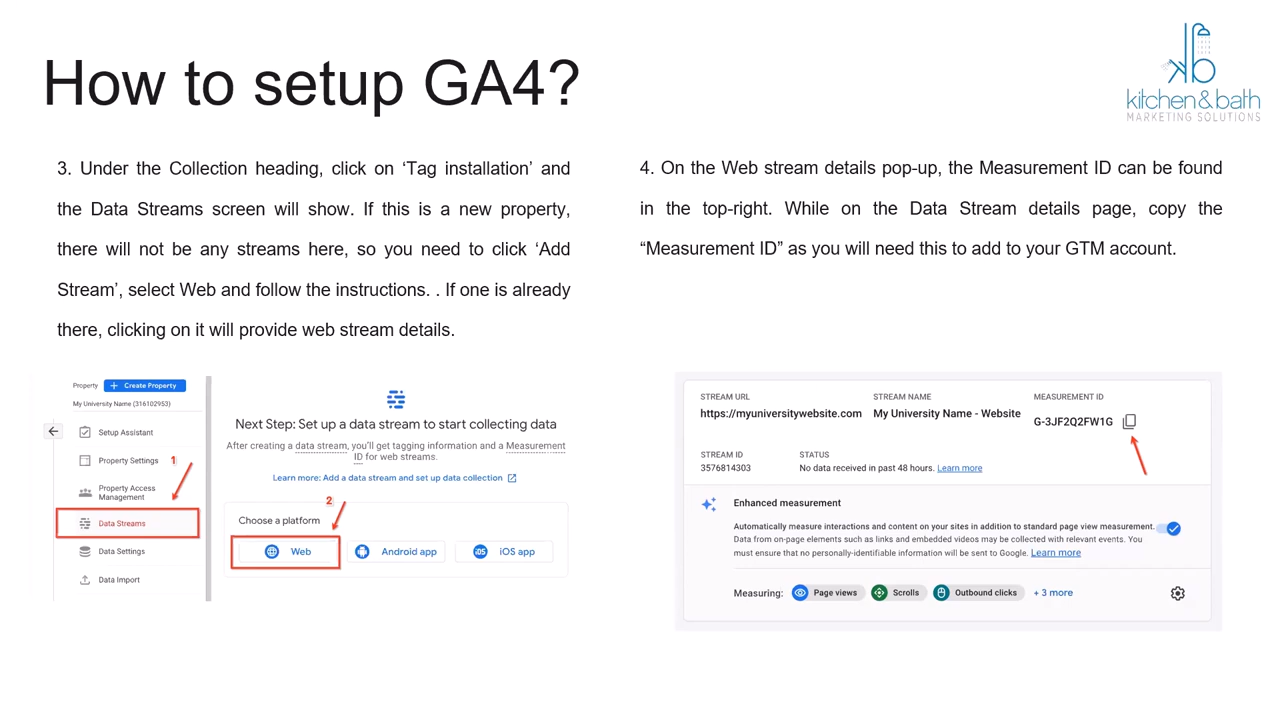 How to setup GA4?
kitchen&bath
MARKETING SOLUTIONS
3. Under the Collection heading, click on ‘Tag installation’ and
the Data Streams screen will show. If this is a new property,
there will not be any streams here, so you need to click ‘Add
Stream’, select Web and follow the instructions. . If one is already
there, clicking on it will provide web stream details.
4. On the Web stream details pop-up, the Measurement ID can be found
in the top-right. While on the Data Stream details page, copy the
“Measurement ID” as you will need this to add to your GTM account.
Property + Create Property
My University Name (316102953)
Setup Assistant
Property Settings
1
Property Access
Management
Data Streams
Data Settings
Data Import
Next Step: Set up a data stream to start collecting data
After creating a data stream, you’ll get tagging information and a Measurement
ID for web streams.
Learn more: Add a data stream and set up data collection
2
Choose a platform
Web
Android app
iOS iOS app
STREAM URL STREAM NAME MEASUREMENT ID
https://myuniversitywebsite.com My University Name - Website G-3JF2Q2FW1G
STREAM ID STATUS
3576814303 No data received in past 48 hours. Learn more
Enhanced measurement
Automatically measure interactions and content on your sites in addition to standard page view measurement.
Data from on-page elements such as links and embedded videos may be collected with relevant events. You
must ensure that no personally-identifiable information will be sent to Google. Learn more
Measuring: Page views Scrolls Outbound clicks + 3 more